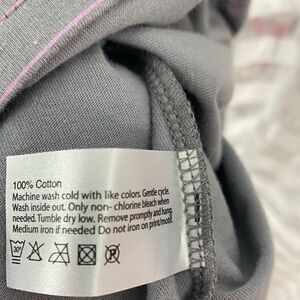 100% Cotton
Machine wash cold with like colors. Gentle cycle.
Wash inside out. Only non- chlorine bleach when
needed. Tumble dry low. Remove promptly and hang.
Medium iron if needed Do not iron on print/motif.
30°